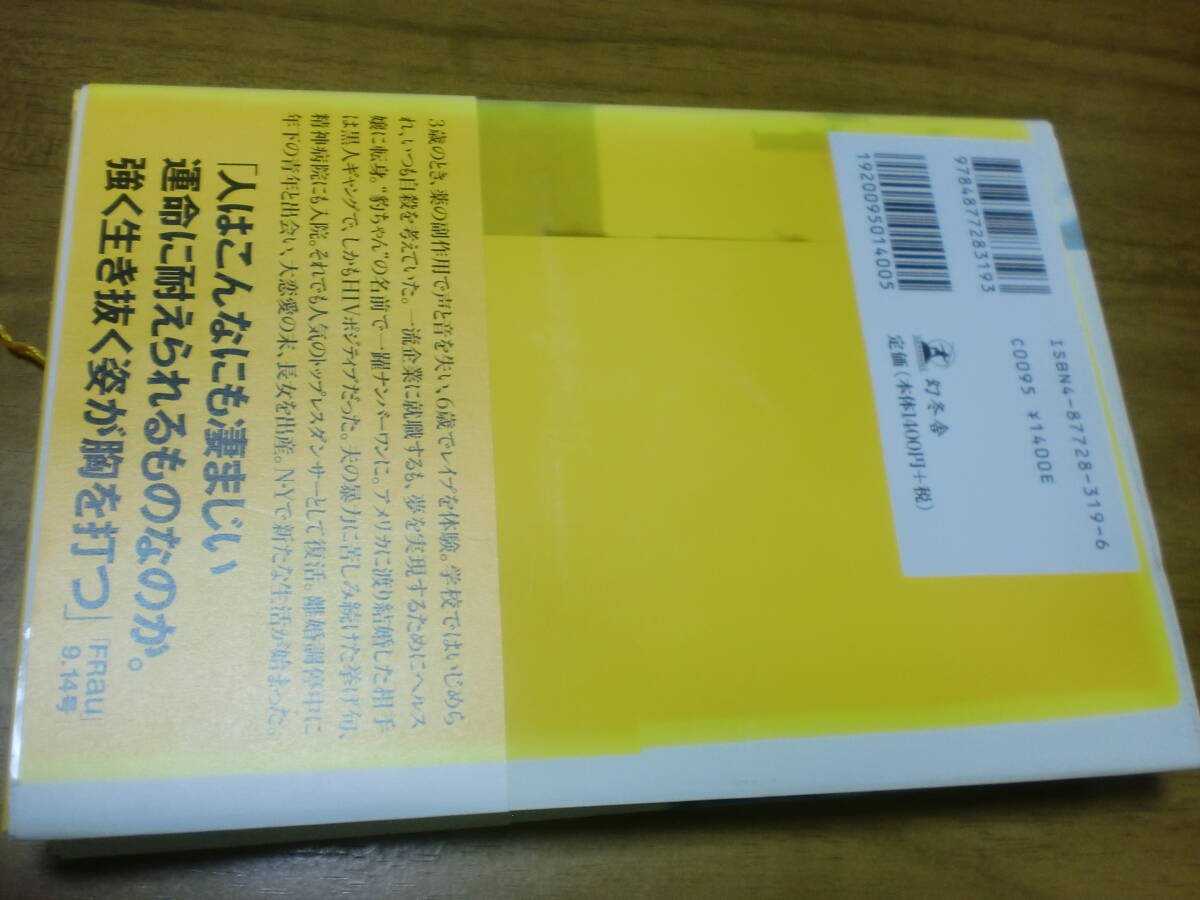 9784877283193
1920095014005
ISBN4-87728-319-6
C0095 ¥1400E
幻冬舎
定価(本体1400円+税)
3歳のとき、薬の副作用で声と音を失い、6歳でレイプを体験。学校ではいじめら
れ、いつも自殺を考えていた。一流企業に就職するも、夢を実現するためにヘルス
嬢に転身。“豹ちゃん”の名前で一躍ナンバーワンに。アメリカに渡り結婚した相手
は黒人ギャングで、しかもHIVポジティブだった。夫の暴力に苦しみ続けた挙げ句、
精神病院にも入院。それでも人気のトップレスダンサーとして復活。離婚調停中に
年下の青年と出会い、大恋愛の末、長女を出産。N・Yで新たな生活が始まった。
「人はこんなにも凄まじい
運命に耐えられるものなのか。
強く生き抜く姿が胸を打つ」
「FRaU」
9.14号